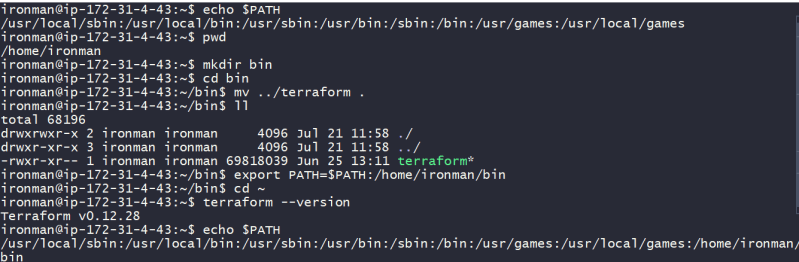 ironman@ip-172-31-4-43:~$ echo $PATH
/usr/local/sbin:/usr/local/bin:/usr/sbin:/usr/bin:/sbin:/bin:/usr/games:/usr/local/games
ironman@ip-172-31-4-43:~$ pwd
/home/ironman
ironman@ip-172-31-4-43:~$ mkdir bin
ironman@ip-172-31-4-43:~$ cd bin
ironman@ip-172-31-4-43:~/bin$ mv ../terraform .
ironman@ip-172-31-4-43:~/bin$ ll
total 68196
drwxrwxr-x 2 ironman ironman     4096 Jul 21 11:58 ./
drwxr-xr-x 3 ironman ironman     4096 Jul 21 11:58 ../
-rwxr-xr-- 1 ironman ironman 69818039 Jun 25 13:11 terraform*
ironman@ip-172-31-4-43:~/bin$ export PATH=$PATH:/home/ironman/bin
ironman@ip-172-31-4-43:~/bin$ cd ~
ironman@ip-172-31-4-43:~$ terraform --version
Terraform v0.12.28
ironman@ip-172-31-4-43:~$ echo $PATH
/usr/local/sbin:/usr/local/bin:/usr/sbin:/usr/bin:/sbin:/bin:/usr/games:/usr/local/games:/home/ironman/
bin